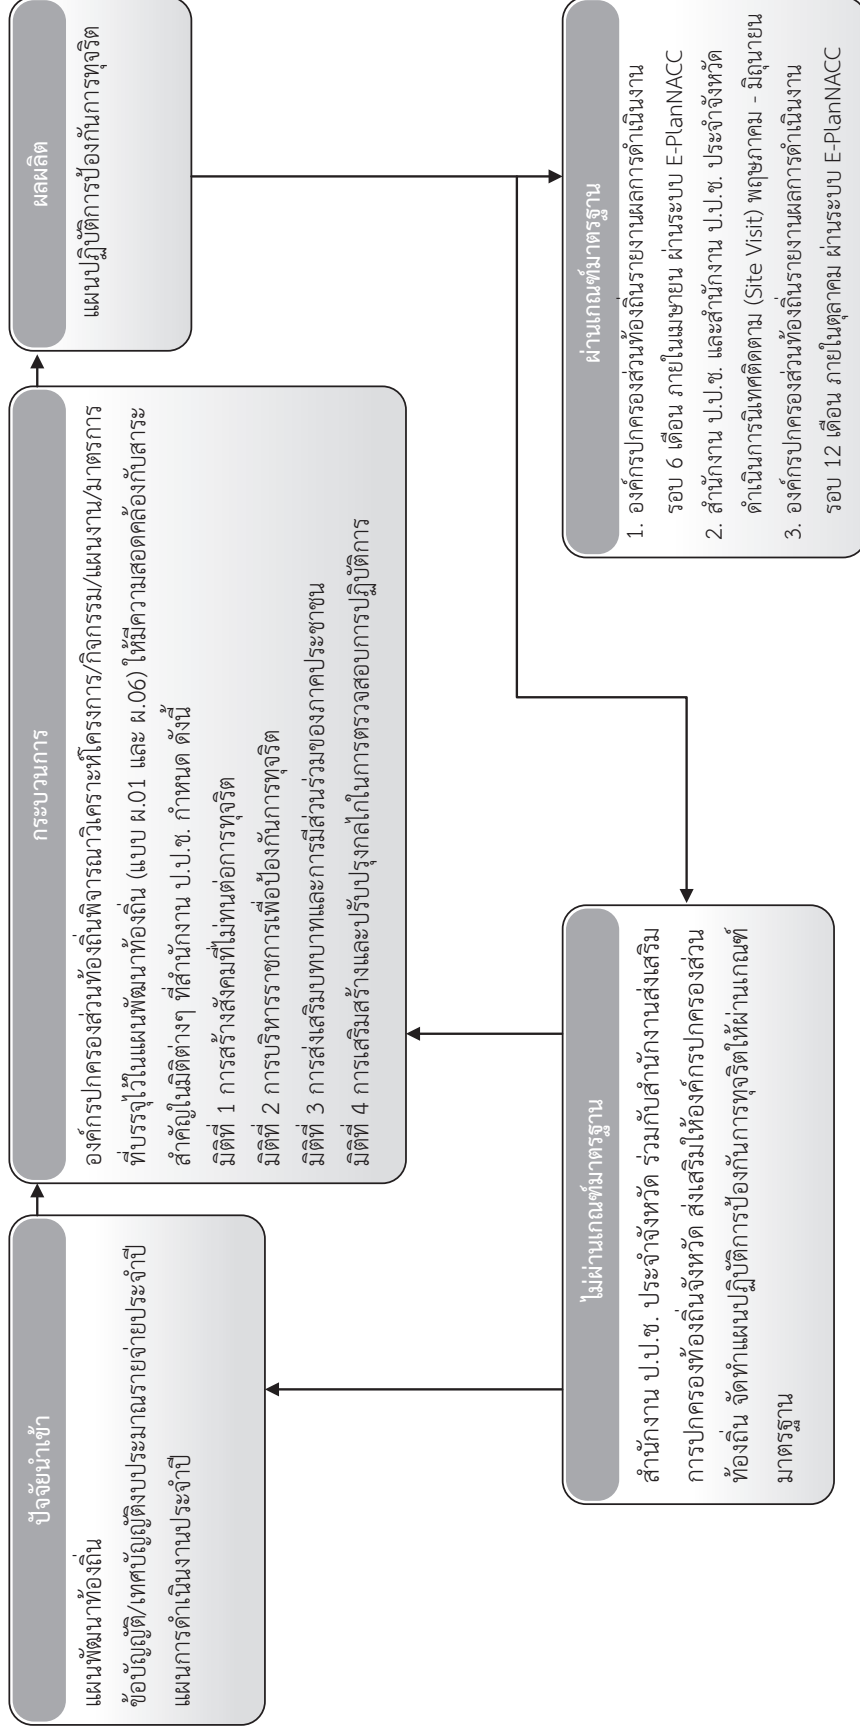 ปัจจัยนำเข้า
แผนพัฒนาท้องถิ่น
ข้อบัญญัติ/เทศบัญญัติงบประมาณรายจ่ายประจำปี
แผนการดำเนินงานประจำปี
กระบวนการ
องค์กรปกครองส่วนท้องถิ่นพิจารณาวิเคราะห์โครงการ/กิจกรรม/แผนงาน/มาตรการ
ที่บรรจุไว้ในแผนพัฒนาท้องถิ่น (แบบ ผ.01 และ ผ.06) ให้มีความสอดคล้องกับสาระ
สำคัญในมิติต่างๆ ที่สำนักงาน ป.ป.ช. กำหนด ดังนี้
มิติที่ 1 การสร้างสังคมที่ไม่ทนต่อการทุจริต
มิติที่ 2 การบริหารราชการเพื่อป้องกันการทุจริต
มิติที่ 3 การส่งเสริมบทบาทและการมีส่วนร่วมของภาคประชาชน
มิติที่ 4 การเสริมสร้างและปรับปรุงกลไกในการตรวจสอบการปฏิบัติการ
ผลผลิต
แผนปฏิบัติการป้องกันการทุจริต
ไม่ผ่านเกณฑ์มาตรฐาน
สำนักงาน ป.ป.ช. ประจำจังหวัด ร่วมกับสำนักงานส่งเสริม
การปกครองท้องถิ่นจังหวัด ส่งเสริมให้องค์กรปกครองส่วน
ท้องถิ่น จัดทำแผนปฏิบัติการป้องกันการทุจริตให้ผ่านเกณฑ์
มาตรฐาน
ผ่านเกณฑ์มาตรฐาน
1. องค์กรปกครองส่วนท้องถิ่นรายงานผลการดำเนินงาน
รอบ 6 เดือน ภายในเมษายน ผ่านระบบ E-PlanNACC
2. สำนักงาน ป.ป.ช. และสำนักงาน ป.ป.ช. ประจำจังหวัด
ดำเนินการนิเทศติดตาม (Site Visit) พฤษภาคม - มิถุนายน
3. องค์กรปกครองส่วนท้องถิ่นรายงานผลการดำเนินงาน
รอบ 12 เดือน ภายในตุลาคม ผ่านระบบ E-PlanNACC